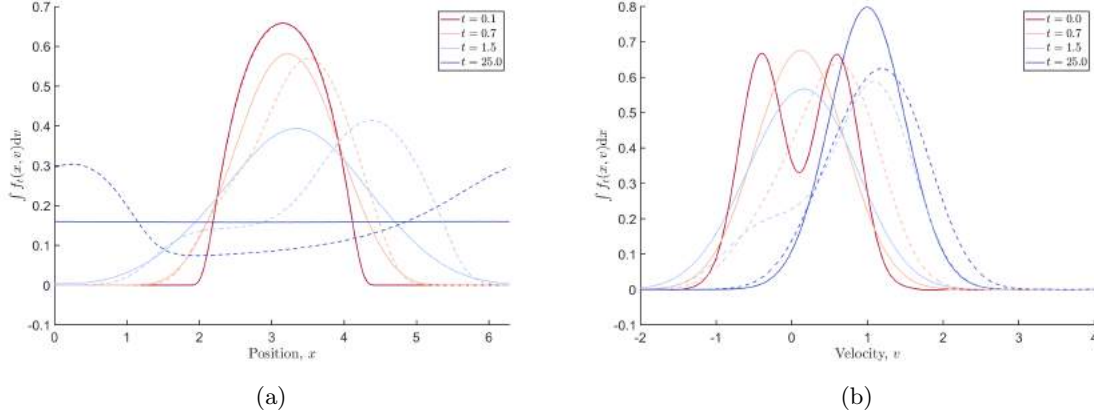 0.7
0.6
0.5
0.4
0.3
0.2
0.1
0
-0.1
∫ f_t(x, v)dv
0 1 2 3 4 5 6
Position, x
t = 0.1
t = 0.7
t = 1.5
t = 25.0
(a)
0.8
0.7
0.6
0.5
0.4
0.3
0.2
0.1
0
-0.1
∫ f_t(x, v)dx
-2 -1 0 1 2 3 4
Velocity, v
t = 0.0
t = 0.7
t = 1.5
t = 25.0
(b)